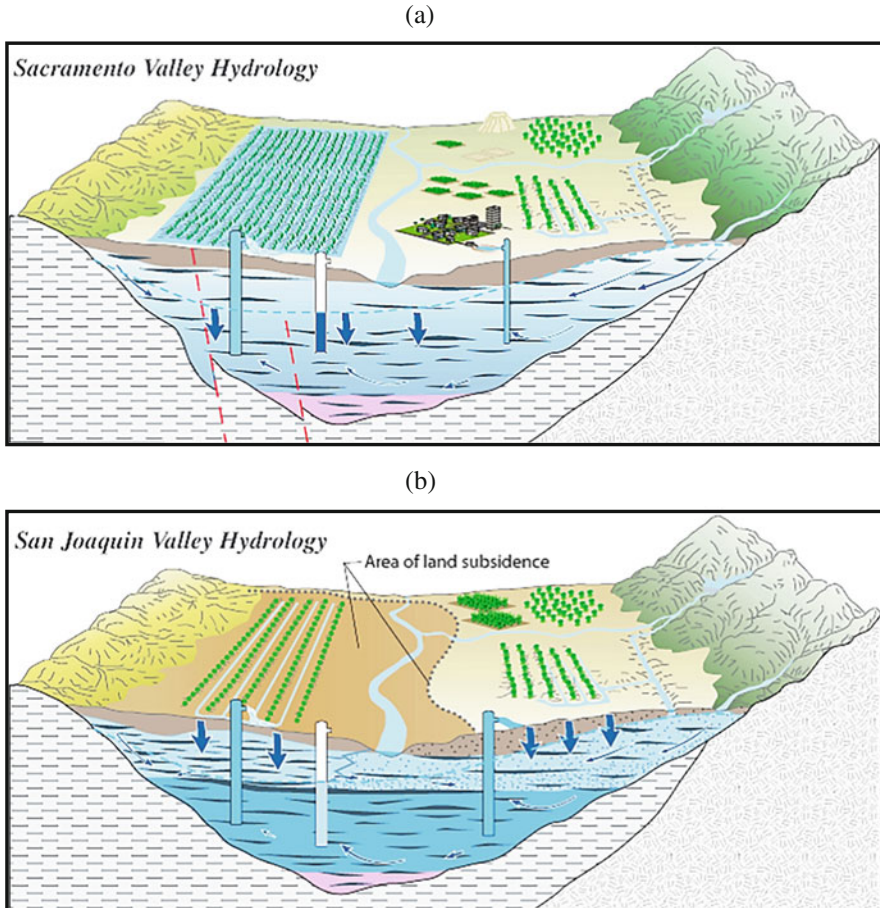 (a)
Sacramento Valley Hydrology
(b)
San Joaquin Valley Hydrology
Area of land subsidence